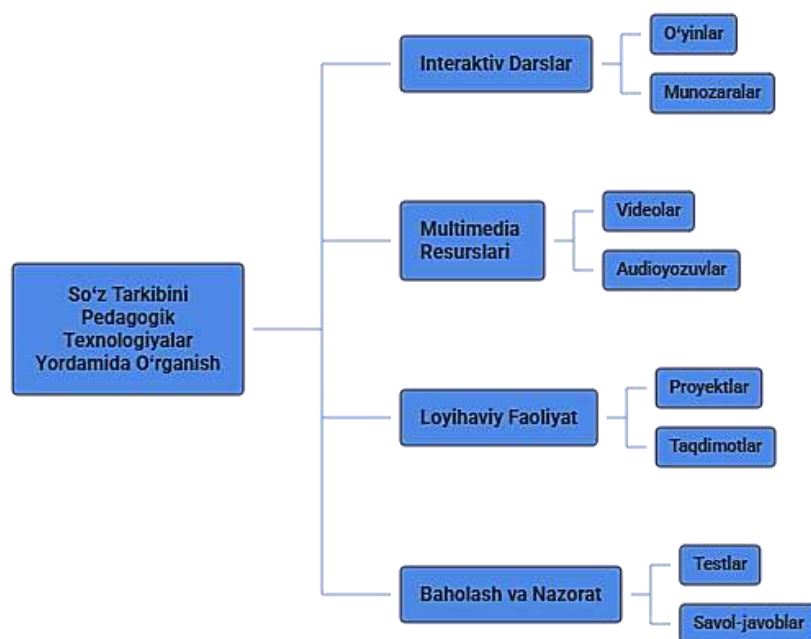 So‘z Tarkibini
Pedagogik
Texnologiyalar
Yordamida O‘rganish
Interaktiv Darslar
O‘yinlar
Munozaralar
Multimedia
Resurslari
Videolar
Audioyozuvlar
Loyihaviy Faoliyat
Proyektlar
Taqdimotlar
Baholash va Nazorat
Testlar
Savol-javoblar